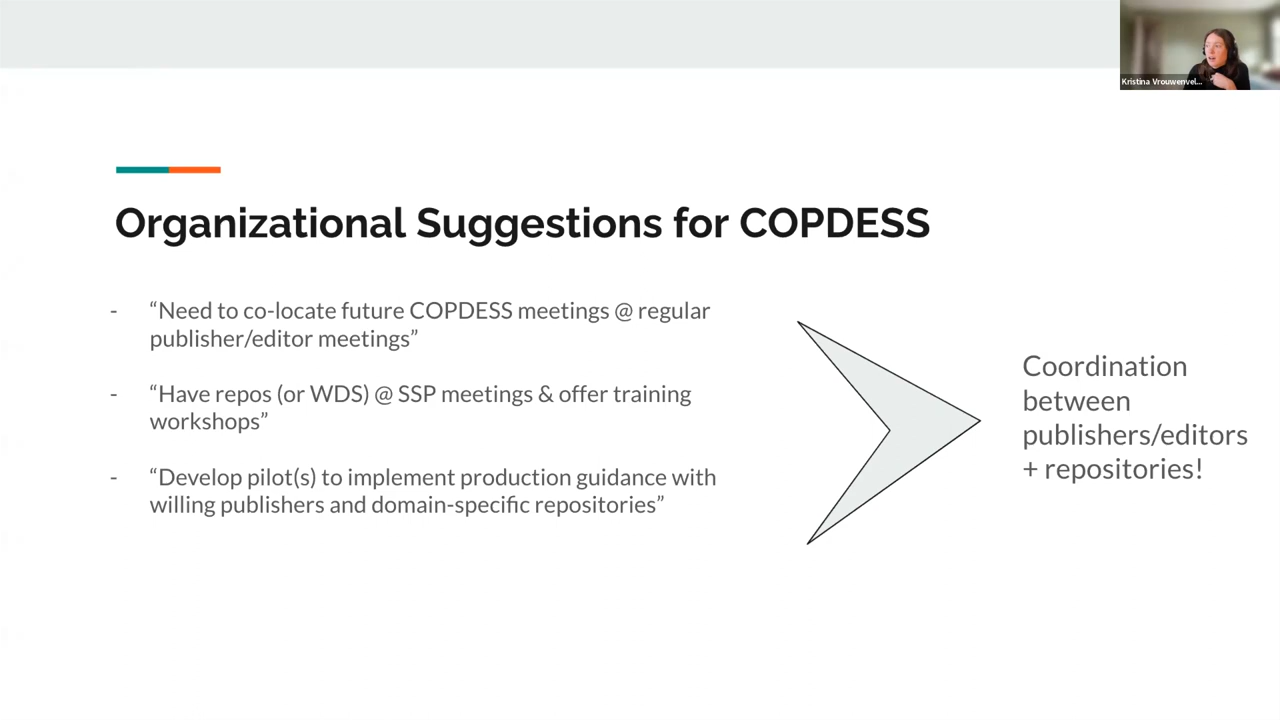 Kristina Vrouwenvel...
Organizational Suggestions for COPDESS
- “Need to co-locate future COPDESS meetings @ regular
publisher/editor meetings”
- “Have repos (or WDS) @ SSP meetings & offer training
workshops”
- “Develop pilot(s) to implement production guidance with
willing publishers and domain-specific repositories”
Coordination
between
publishers/editors
+ repositories!